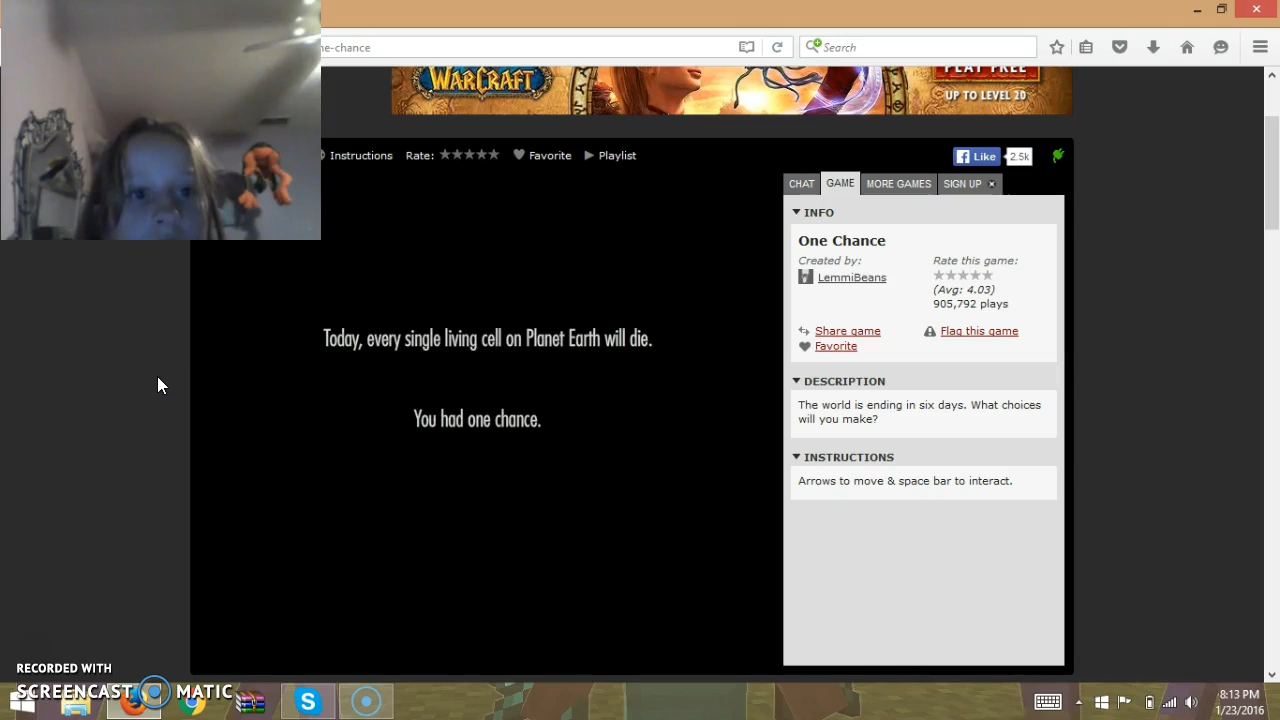 ne-chance
Search
WARCRAFT
PLAY FREE
UP TO LEVEL 20
Instructions Rate: Favorite Playlist
Like 2.5k
CHAT GAME MORE GAMES SIGN UP
INFO
One Chance
Created by:
LemmiBeans
Rate this game:
(Avg: 4.03)
905,792 plays
Share game
Flag this game
Favorite
DESCRIPTION
The world is ending in six days. What choices
will you make?
INSTRUCTIONS
Arrows to move & space bar to interact.
Today, every single living cell on Planet Earth will die.
You had one chance.
RECORDED WITH
SCREENCAST MATIC
8:13 PM
1/23/2016